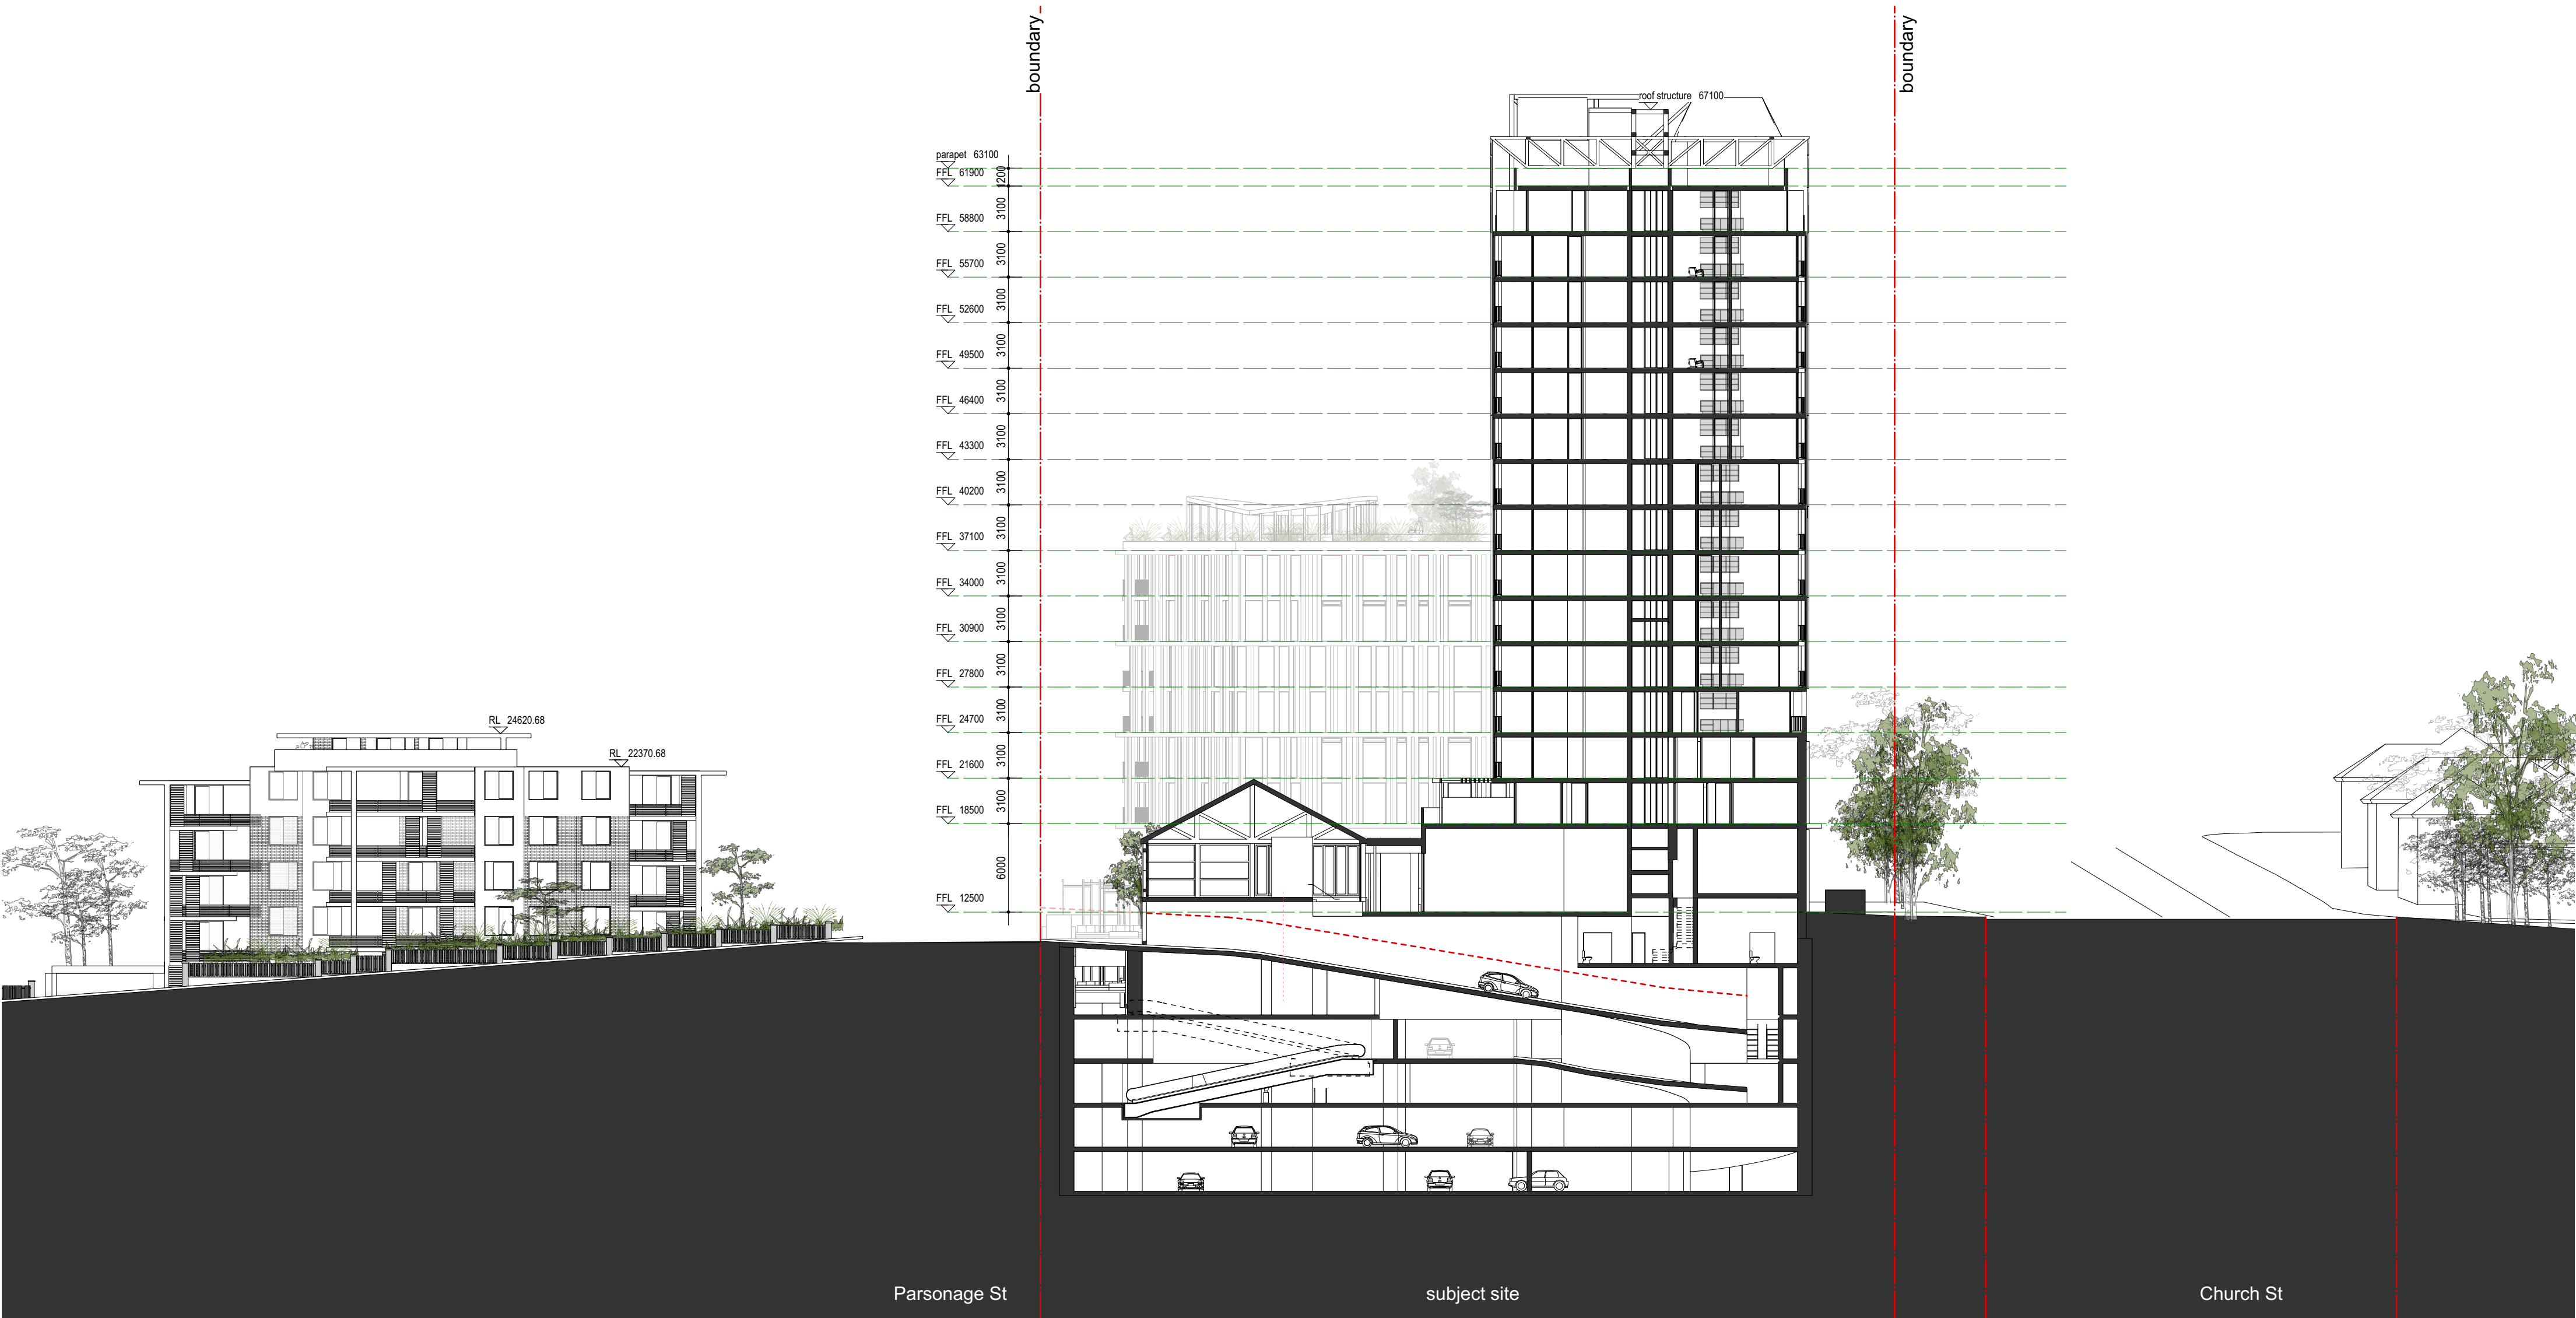 boundary
boundary
roof structure 67100
parapet 63100
1200
FFL 61900
3100
FFL 58800
3100
FFL 55700
3100
FFL 52600
3100
FFL 49500
3100
FFL 46400
3100
FFL 43300
3100
FFL 40200
3100
FFL 37100
3100
FFL 34000
3100
FFL 30900
3100
FFL 27800
3100
FFL 24700
3100
FFL 21600
3100
FFL 18500
6000
FFL 12500
RL 24620.68
RL 22370.68
Parsonage St
subject site
Church St